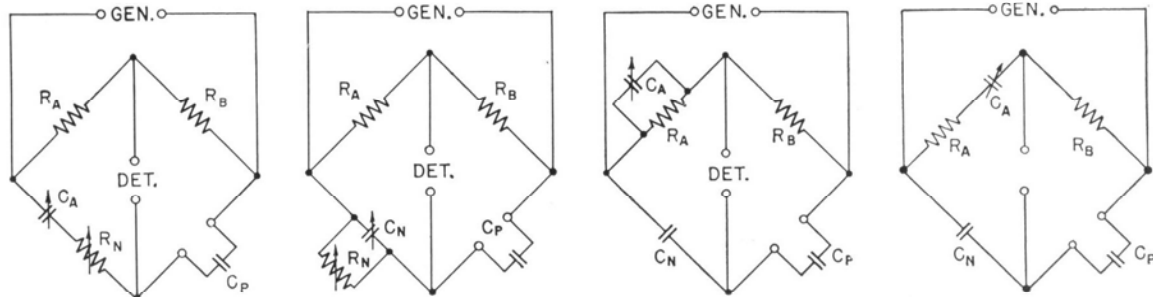 GEN. GEN. GEN. GEN.
RA RB RA RB CA RA RB CA RA RB
DET. DET. DET.
CA RN CP
CN RN CP
CN CP
CN CP